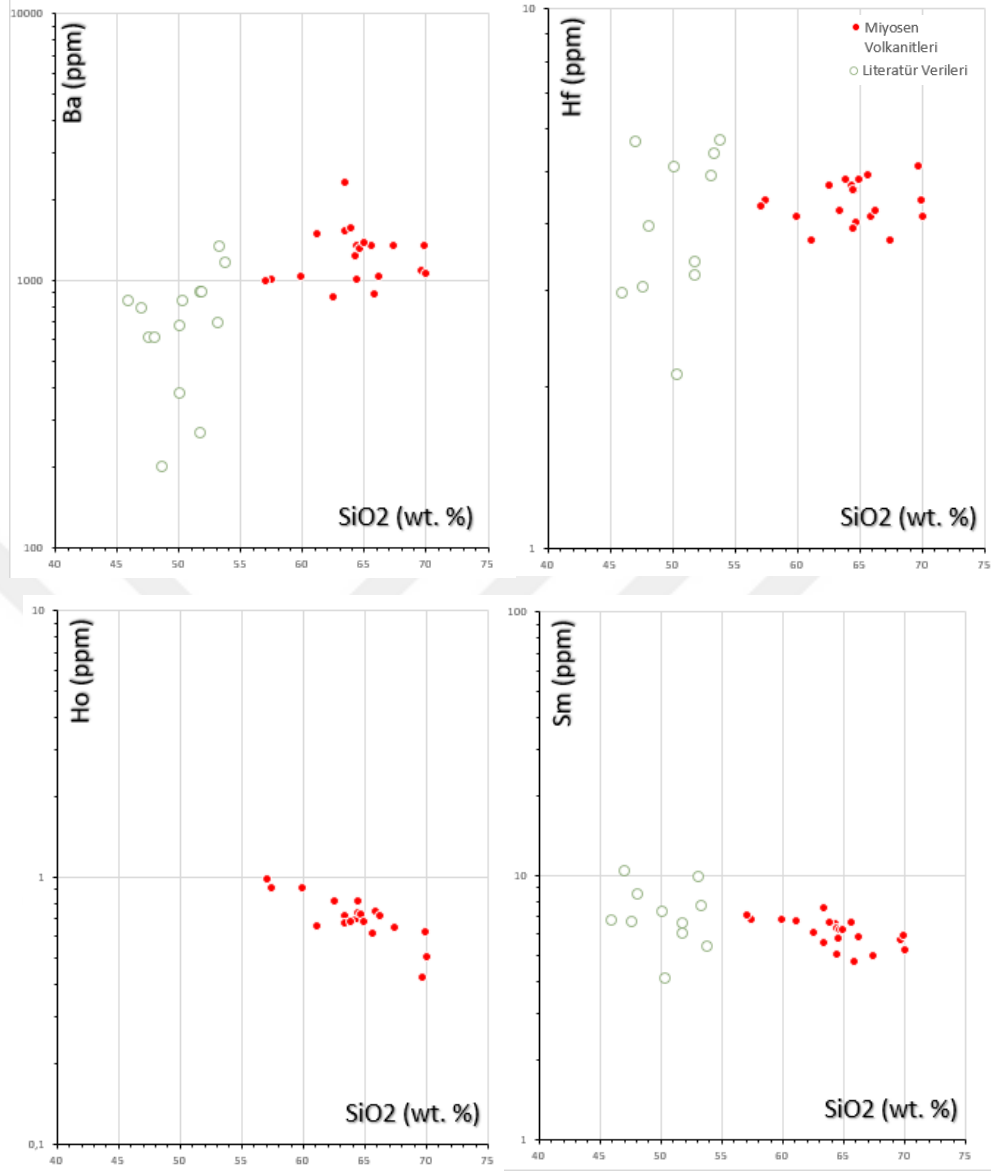 10000
Ba (ppm)
1000
100
SiO2 (wt. %)
40 45 50 55 60 65 70 75
10
Hf (ppm)
Miyosen
Volkanitleri
Literatür Verileri
1
SiO2 (wt. %)
40 45 50 55 60 65 70 75
10
Ho (ppm)
1
0,1
SiO2 (wt. %)
40 45 50 55 60 65 70 75
100
Sm (ppm)
10
1
SiO2 (wt. %)
40 45 50 55 60 65 70 75